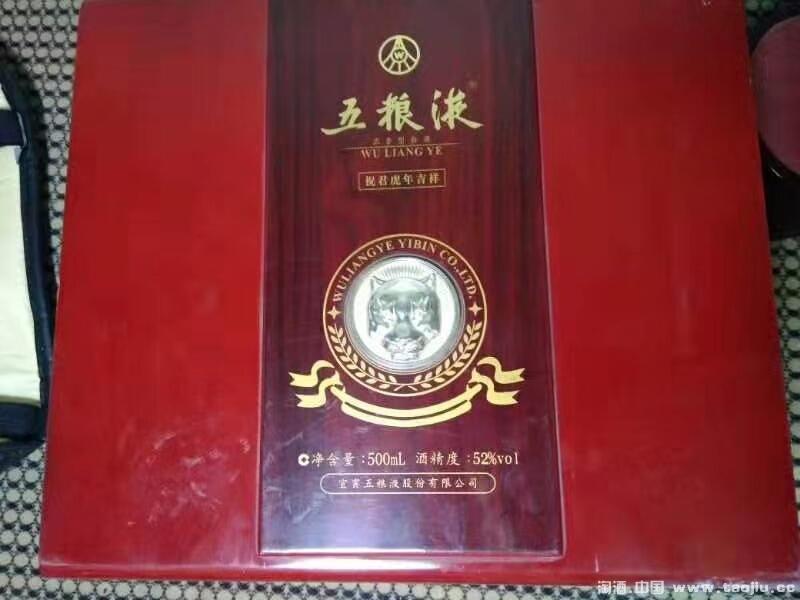 五粮液
浓香型白酒
WU LIANG YE
祝君虎年吉祥
WULIANGYE YIBIN CO.,LTD.
净含量:500mL 酒精度:52%vol
宜宾五粮液股份有限公司
淘酒.中国 www.taojiu.cc